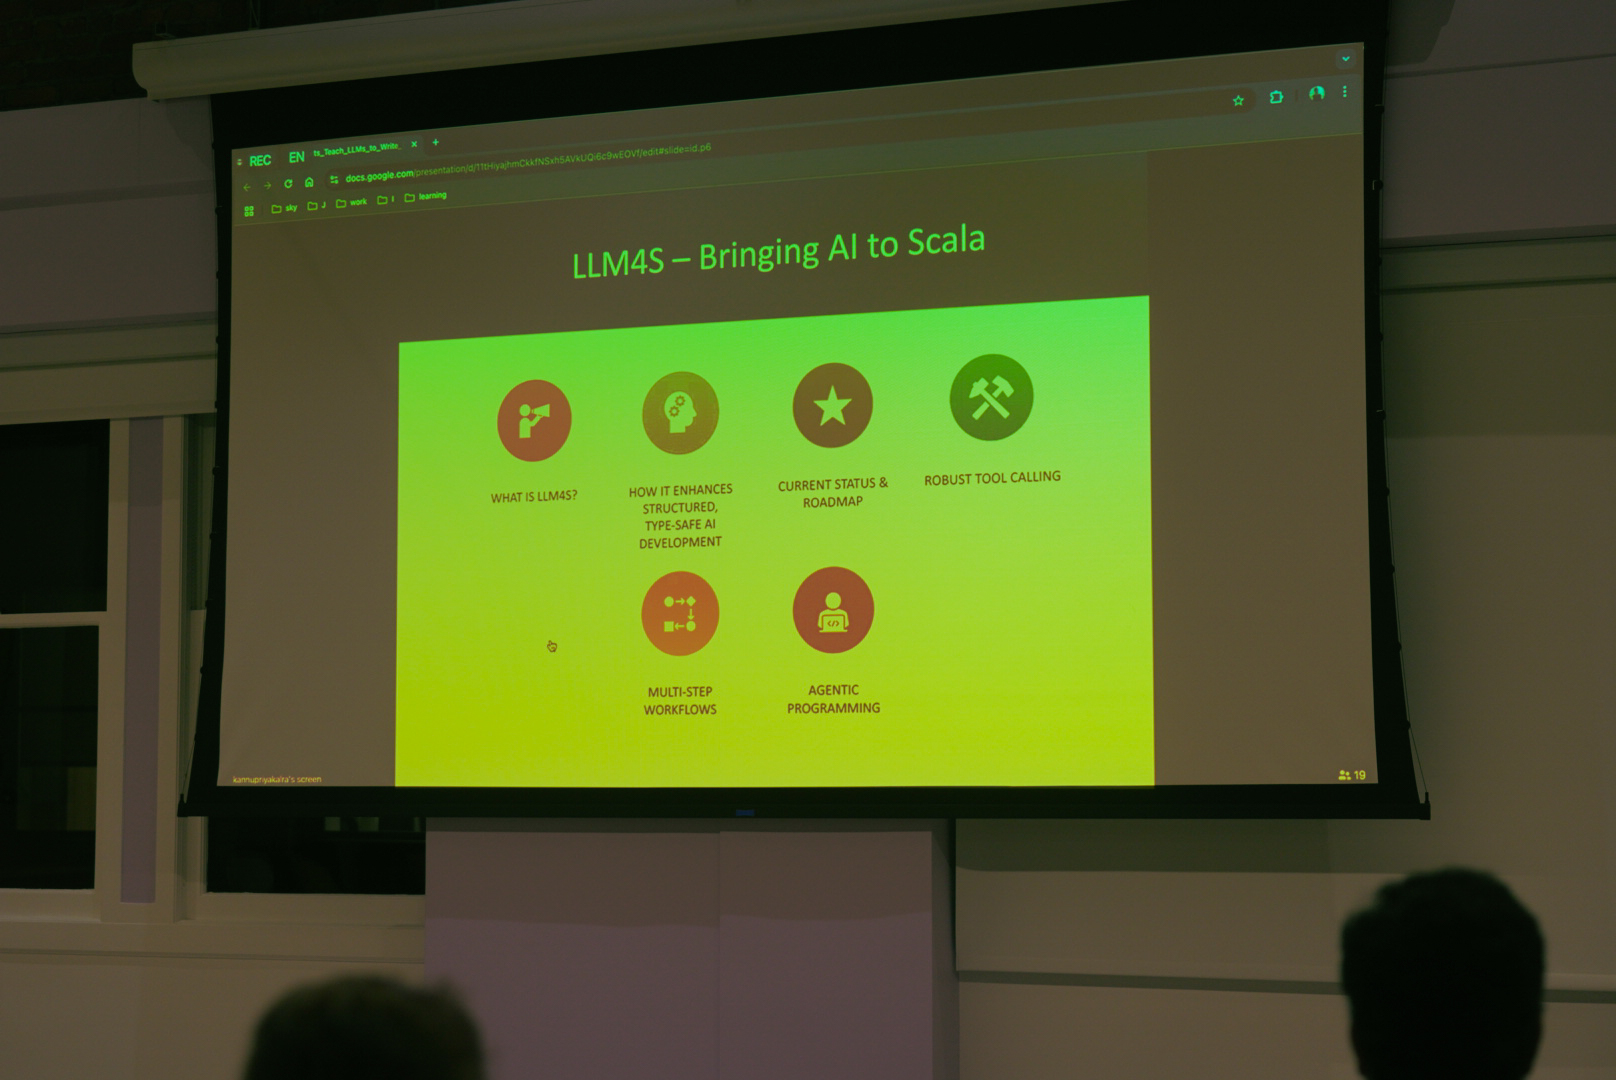 REC EN ts_Teach_LLMs_to_Write_
docs.google.com/presentation/d/
/edit#slide=id.p6
sky J work I learning
LLM4S – Bringing AI to Scala
WHAT IS LLM4S?
HOW IT ENHANCES
STRUCTURED,
TYPE-SAFE AI
DEVELOPMENT
CURRENT STATUS &
ROADMAP
ROBUST TOOL CALLING
MULTI-STEP
WORKFLOWS
AGENTIC
PROGRAMMING
kannupriyakalra's screen
19